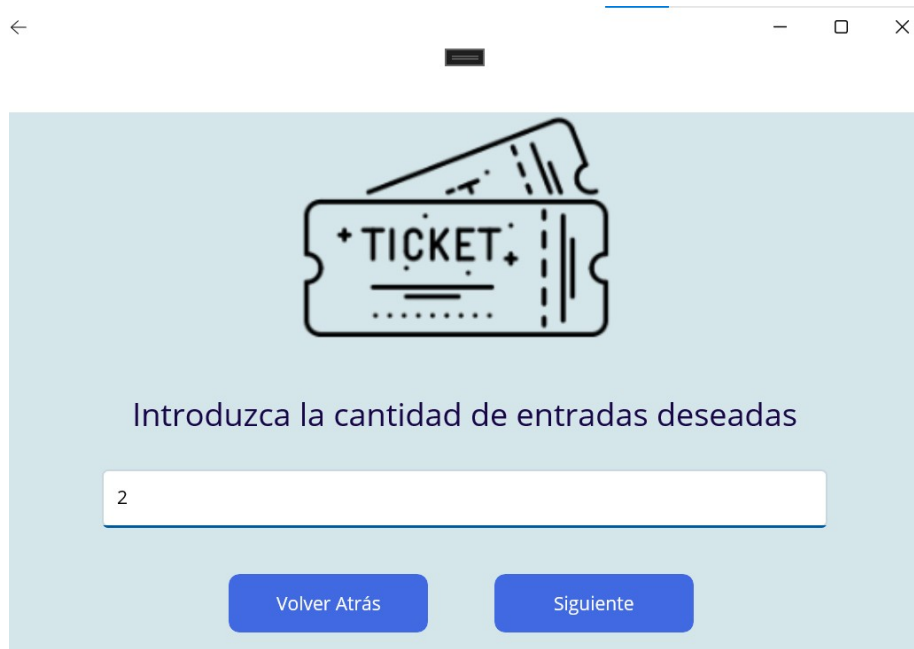 TICKET
Introduzca la cantidad de entradas deseadas
2
Volver Atrás
Siguiente